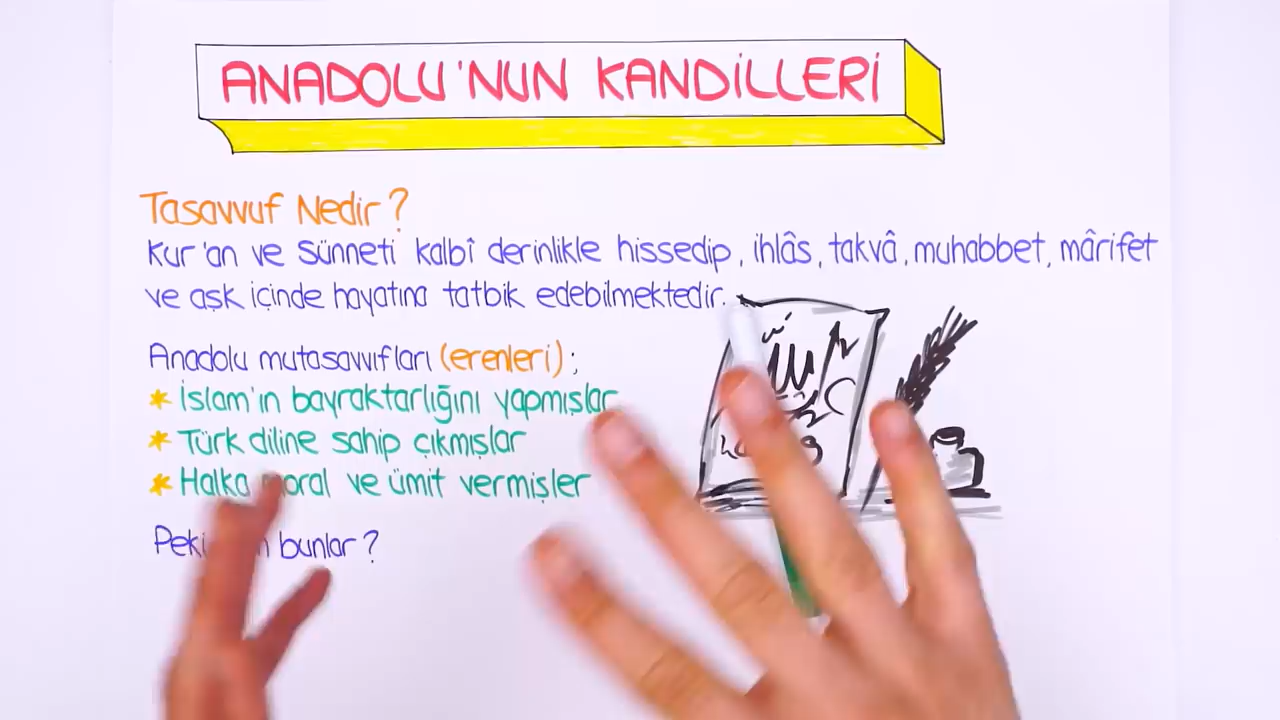 ANADOLU'NUN KANDİLLERİ
Tasavvuf Nedir?
Kur'an ve Sünneti kalbî derinlikle hissedip, ihlâs, takvâ, muhabbet, mârifet
ve aşk içinde hayatına tatbik edebilmektedir.
Anadolu mutasavvıfları (erenleri);
* İslam'ın bayraktarlığını yapmışlar
* Türk diline sahip çıkmışlar
* Halka moral ve ümit vermişler
Peki bunlar?